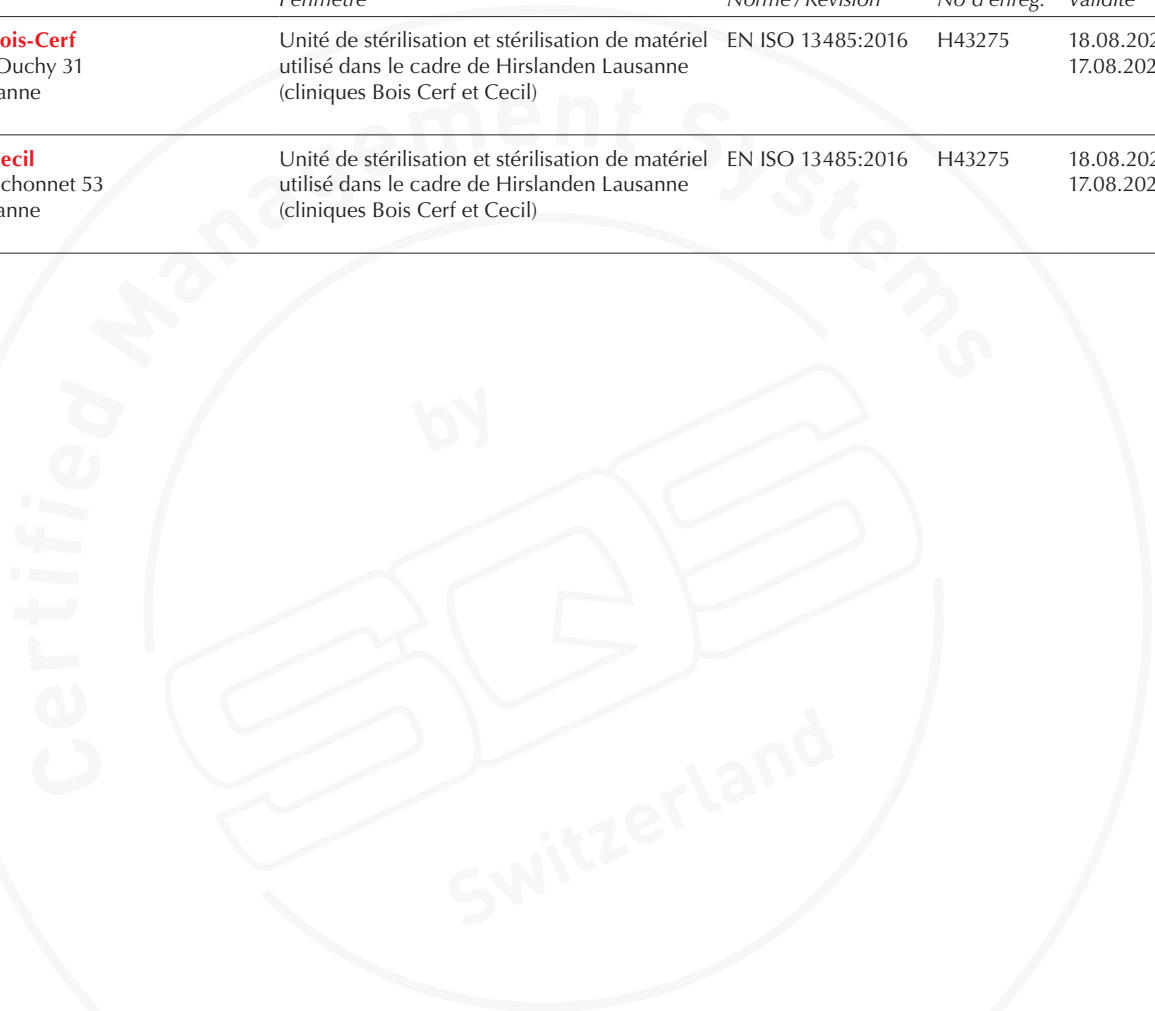 Périmètre Norme / Révision No d'enreg. Validité
ois-Cerf Unité de stérilisation et stérilisation de matériel EN ISO 13485:2016 H43275 18.08.202
Ouchy 31 utilisé dans le cadre de Hirslanden Lausanne 17.08.202
anne (cliniques Bois Cerf et Cecil)
ecil Unité de stérilisation et stérilisation de matériel EN ISO 13485:2016 H43275 18.08.202
chonnet 53 utilisé dans le cadre de Hirslanden Lausanne 17.08.202
anne (cliniques Bois Cerf et Cecil)
Certified Management Systems
by
SQS
Switzerland